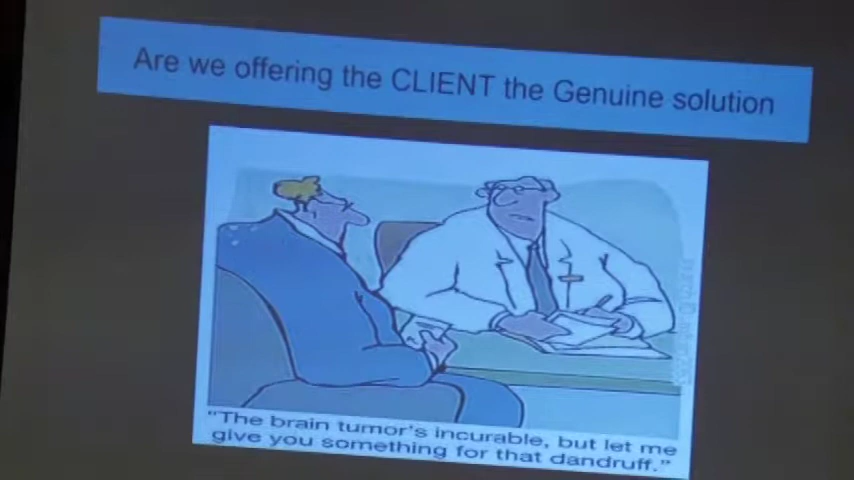 Are we offering the CLIENT the Genuine solution
"The brain tumor's incurable, but let me
give you something for that dandruff."